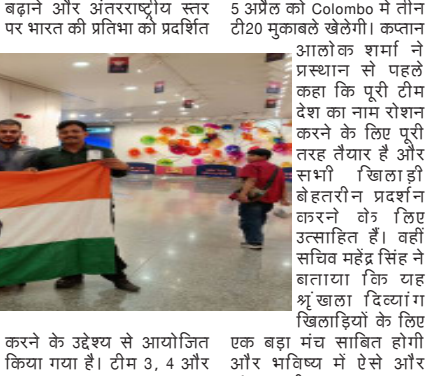 बढ़ाने और अंतरराष्ट्रीय स्तर
पर भारत की प्रतिभा को प्रदर्शित
करने के उद्देश्य से आयोजित
किया गया है। टीम 3, 4 और
5 अप्रैल को Colombo में तीन
टी20 मुकाबले खेलेगी। कप्तान
आलोक शर्मा ने
प्रस्थान से पहले
कहा कि पूरी टीम
देश का नाम रोशन
करने के लिए पूरी
तरह तैयार है और
सभी खिलाड़ी
बेहतरीन प्रदर्शन
करने के लिए
उत्साहित हैं। वहीं
सचिव महेंद्र सिंह ने
बताया कि यह
श्रृंखला दिव्यांग
खिलाड़ियों के लिए
एक बड़ा मंच साबित होगी
और भविष्य में ऐसे और